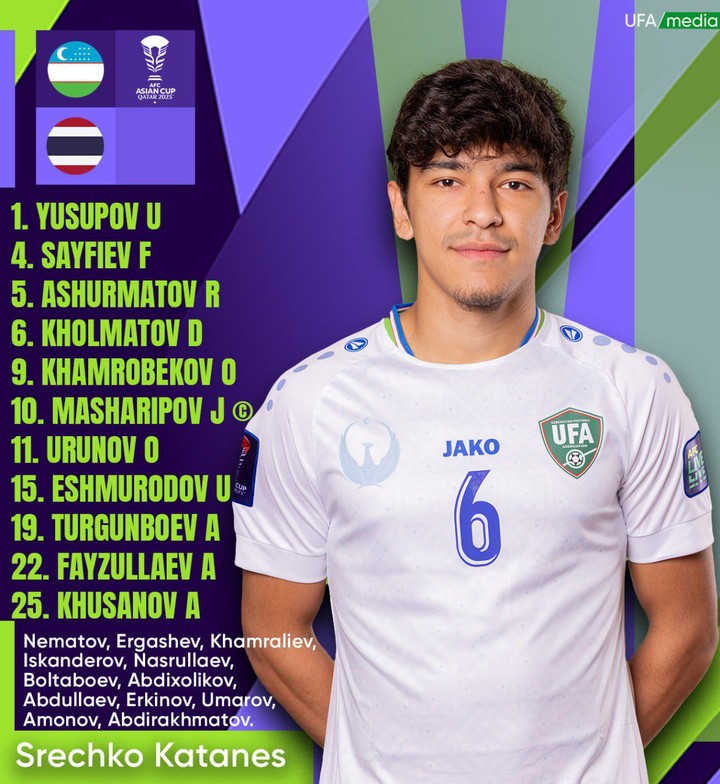 UFA/media
AFC
ASIAN CUP
QATAR 2023
1. YUSUPOV U
4. SAYFIEV F
5. ASHURMATOV R
6. KHOLMATOV D
9. KHAMROBEKOV O
10. MASHARIPOV J ©
11. URUNOV O
15. ESHMURODOV U
19. TURGUNBOEV A
22. FAYZULLAEV A
25. KHUSANOV A
Nematov, Ergashev, Khamraliev,
Iskanderov, Nasrullaev,
Boltaboev, Abdixolikov,
Abdullaev, Erkinov, Umarov,
Amonov, Abdirakhmatov.
Srechko Katanes
JAKO
UFA
6